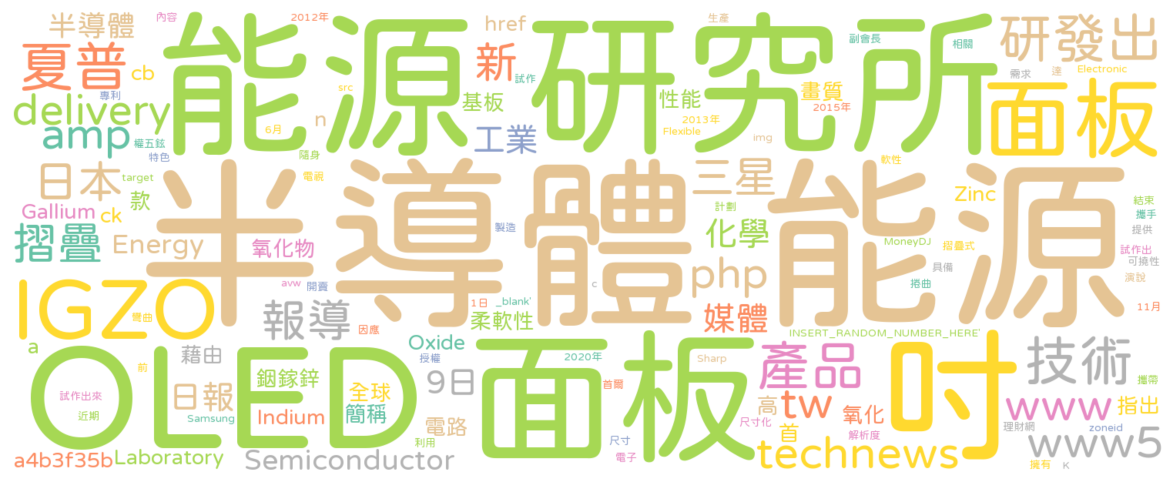 半導體
href
2012年
能源研究所
生產
副會長
相關
研發出
夏普
cb
專利
新
試作
src
基板
性能
畫質
2015年
需求
達
Electronic
面板
delivery
amp
權五鉉
特色
6月
n
工業
2013年
Flexible
img
隨身
日本
target
款
電視
三星
軟性
Zinc
結束
攜手
提供
Gallium
ck
半導體能源
計劃
化學
MoneyDJ
摺疊式
試作出
可撓性
摺疊
Energy
氧化物
製造
php
具備
演說
avw
開賣
捲曲
c
IGZO
彎曲
報導
1日
_blank'
因應
柔軟性
媒體
11月
INSERT_RANDOM_NUMBER_HERE'
a
OLED
前
藉由
Oxide
授權
2020年
面板
Sharp
產品
吋
技術
試作出來
近期
日報
銦鎵鋅
全球
簡稱
9日
首爾
高
tw
氧化
www
指出
攜帶
Samsung
Indium
電路
利用
尺寸
尺寸化
首
解析度
理財網
zoneid
www5
a4b3f35b
Laboratory
Semiconductor
電子
technews
擁有
K